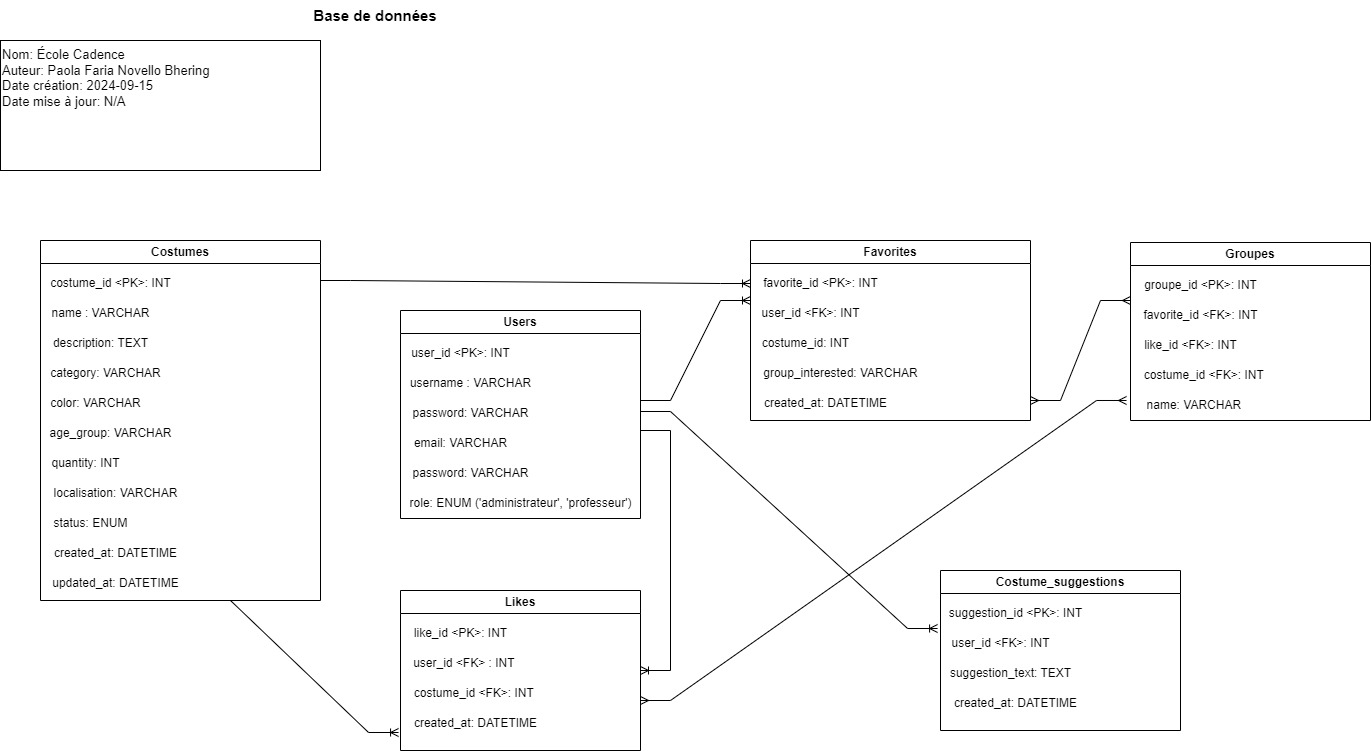 Base de données
Nom: École Cadence
Auteur: Paola Faria Novello Bhering
Date création: 2024-09-15
Date mise à jour: N/A
Costumes
costume_id <PK>: INT
name : VARCHAR
description: TEXT
category: VARCHAR
color: VARCHAR
age_group: VARCHAR
quantity: INT
localisation: VARCHAR
status: ENUM
created_at: DATETIME
updated_at: DATETIME
Users
user_id <PK>: INT
username : VARCHAR
password: VARCHAR
email: VARCHAR
password: VARCHAR
role: ENUM ('administrateur', 'professeur')
Likes
like_id <PK>: INT
user_id <FK> : INT
costume_id <FK>: INT
created_at: DATETIME
Favorites
favorite_id <PK>: INT
user_id <FK>: INT
costume_id: INT
group_interested: VARCHAR
created_at: DATETIME
Groupes
groupe_id <PK>: INT
favorite_id <FK>: INT
like_id <FK>: INT
costume_id <FK>: INT
name: VARCHAR
Costume_suggestions
suggestion_id <PK>: INT
user_id <FK>: INT
suggestion_text: TEXT
created_at: DATETIME